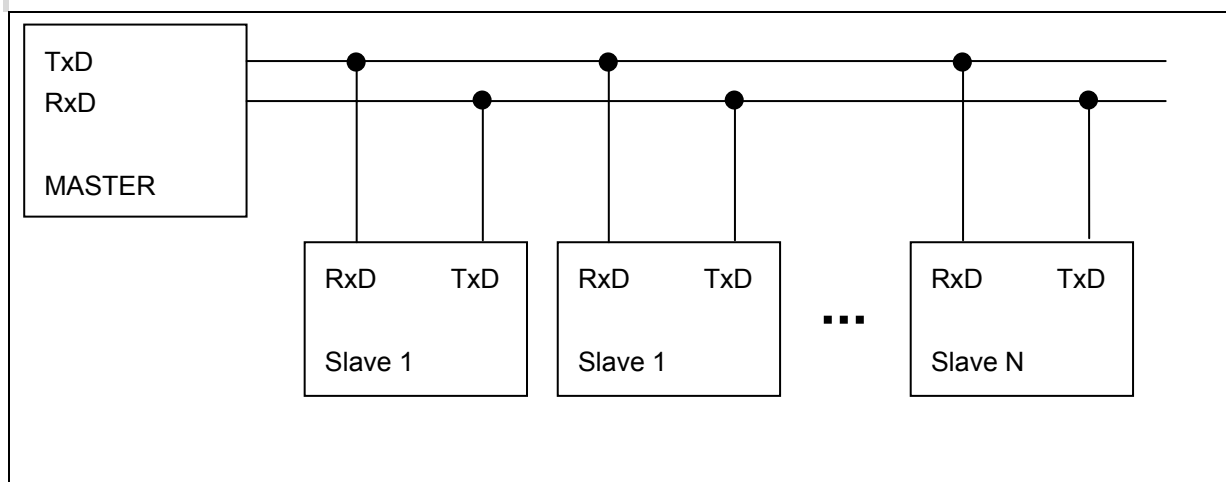 TxD
RxD
MASTER
RxD TxD
Slave 1
RxD TxD
Slave 1
...
RxD TxD
Slave N